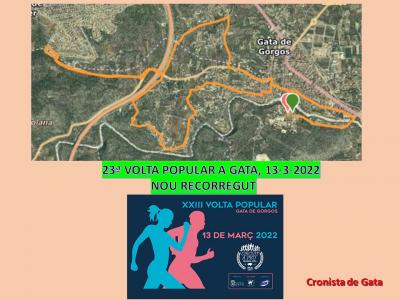 Gata de
Gorgos
23ª VOLTA POPULAR A GATA, 13-3-2022
NOU RECORREGUT
XXIII VOLTA POPULAR
GATA DE GORGOS
13 DE MARÇ 2022
Cronista de Gata